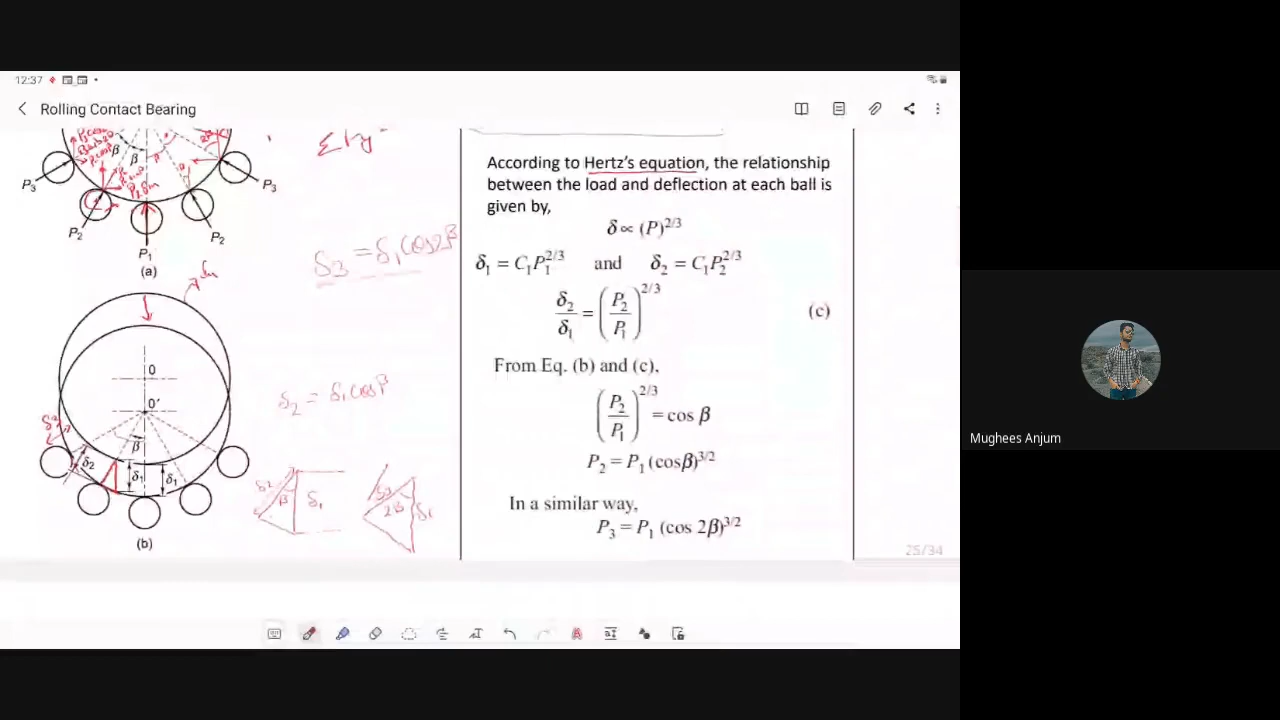 12:37
Rolling Contact Bearing
According to Hertz's equation, the relationship
between the load and deflection at each ball is
given by,
δ ∝ (P)^2/3
δ₁ = C₁P₁^2/3 and δ₂ = C₁P₂^2/3
δ₂/δ₁ = (P₂/P₁)^2/3 (c)
From Eq. (b) and (c),
(P₂/P₁)^2/3 = cos β
P₂ = P₁ (cosβ)^3/2
In a similar way,
P₃ = P₁ (cos 2β)^3/2
25/34
β
β
P₃
P₃
P₂
P₂
P₁
(a)
δ₃ = δ₁ cos2β
O
O′
δ₂ = δ₁ cosβ
δ₃
β
δ₂
δ₁
δ₁
δ₂
β
δ₁
2β
δ₁
(b)
Mughees Anjum